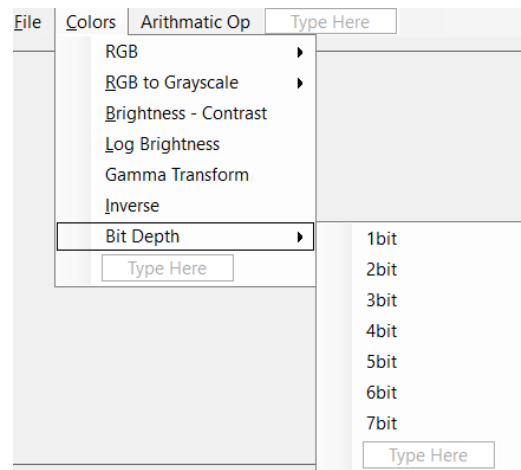 File Colors Arithmatic Op Type Here
RGB
RGB to Grayscale
Brightness - Contrast
Log Brightness
Gamma Transform
Inverse
Bit Depth
Type Here
1bit
2bit
3bit
4bit
5bit
6bit
7bit
Type Here